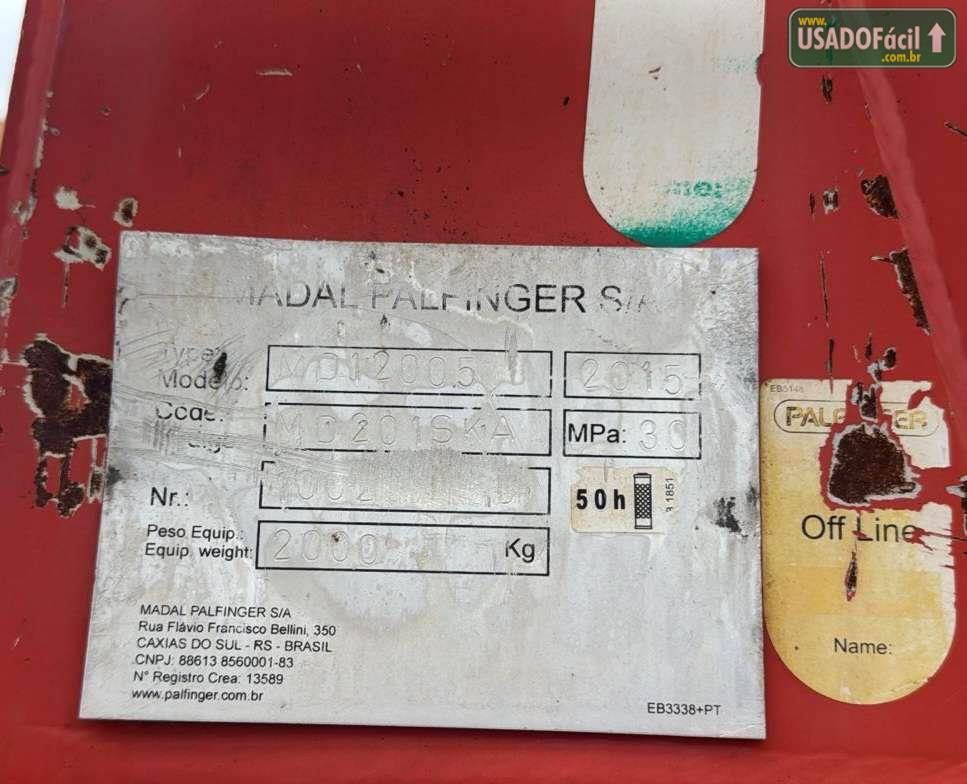 www.
USADOFácil
.com.br
MADAL PALFINGER S/A
Type:
Modelo: MD12005 2015
Code: MD201SKA MPa: 30
Nr.:
50h
Peso Equip.:
Equip. weight: 2000 Kg
EB5148
PALFINGER
Off Line
Name:
MADAL PALFINGER S/A
Rua Flávio Francisco Bellini, 350
CAXIAS DO SUL - RS - BRASIL
CNPJ: 88613 8560001-83
N° Registro Crea: 13589
www.palfinger.com.br
EB3338+PT